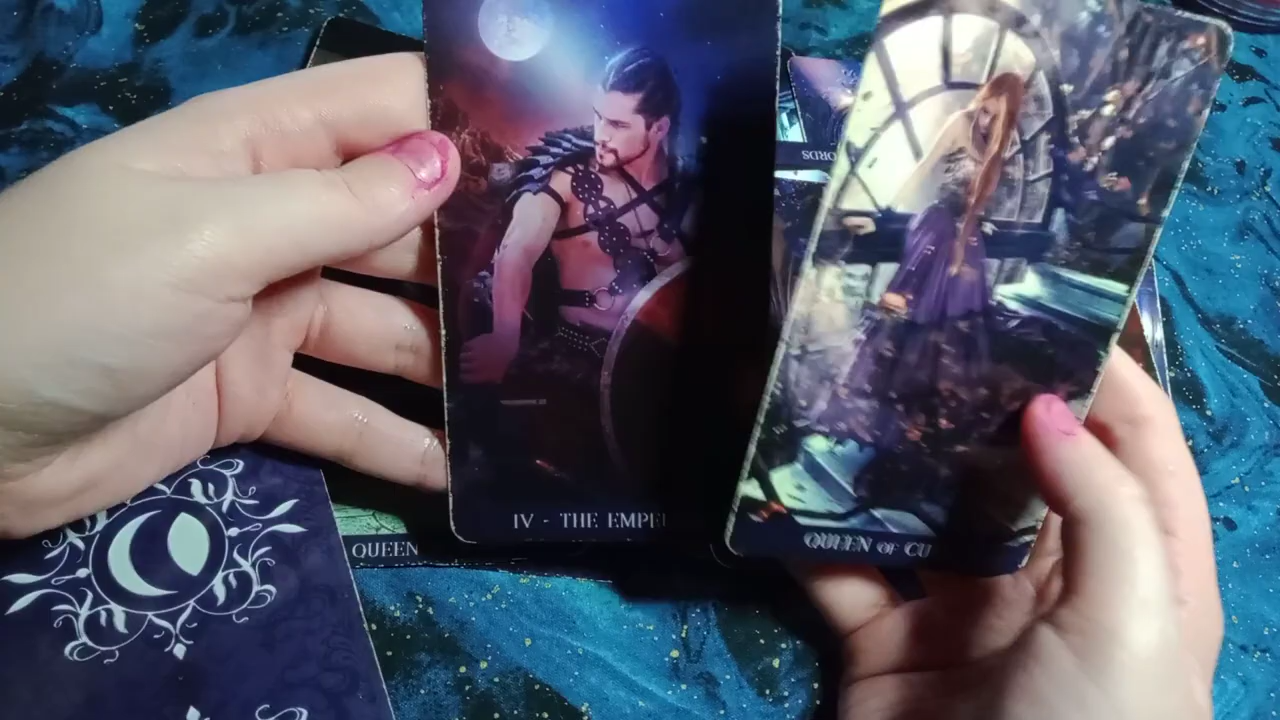 ORDS
IV - THE EMPE
QUEEN OF CU
QUEEN